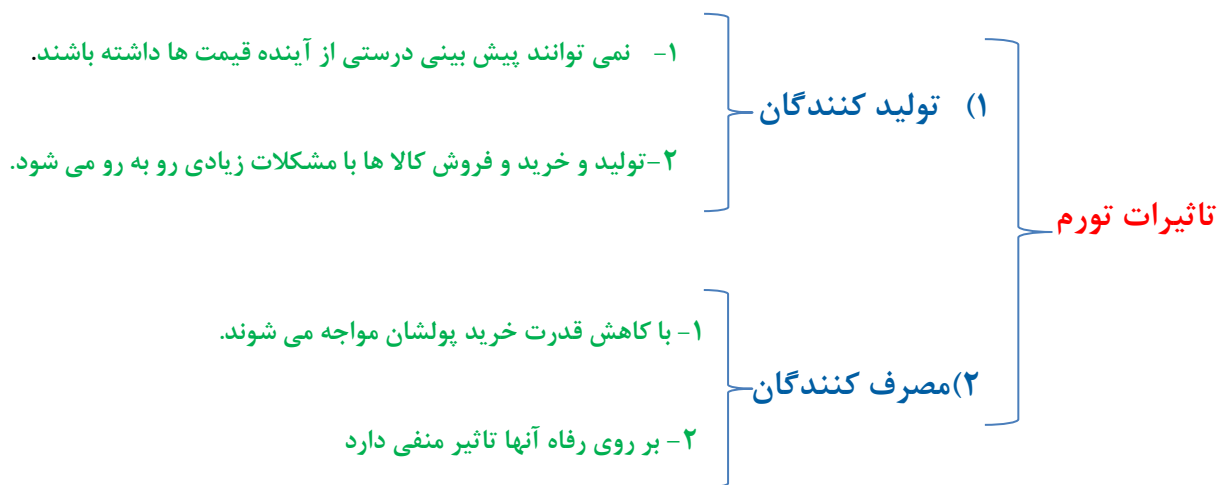 تاثیرات تورم
۱) تولید کنندگان
۱- نمی توانند پیش بینی درستی از آینده قیمت ها داشته باشند.
۲-تولید و خرید و فروش کالا ها با مشکلات زیادی رو به رو می شود.
۲)مصرف کنندگان
۱- با کاهش قدرت خرید پولشان مواجه می شوند.
۲- بر روی رفاه آنها تاثیر منفی دارد